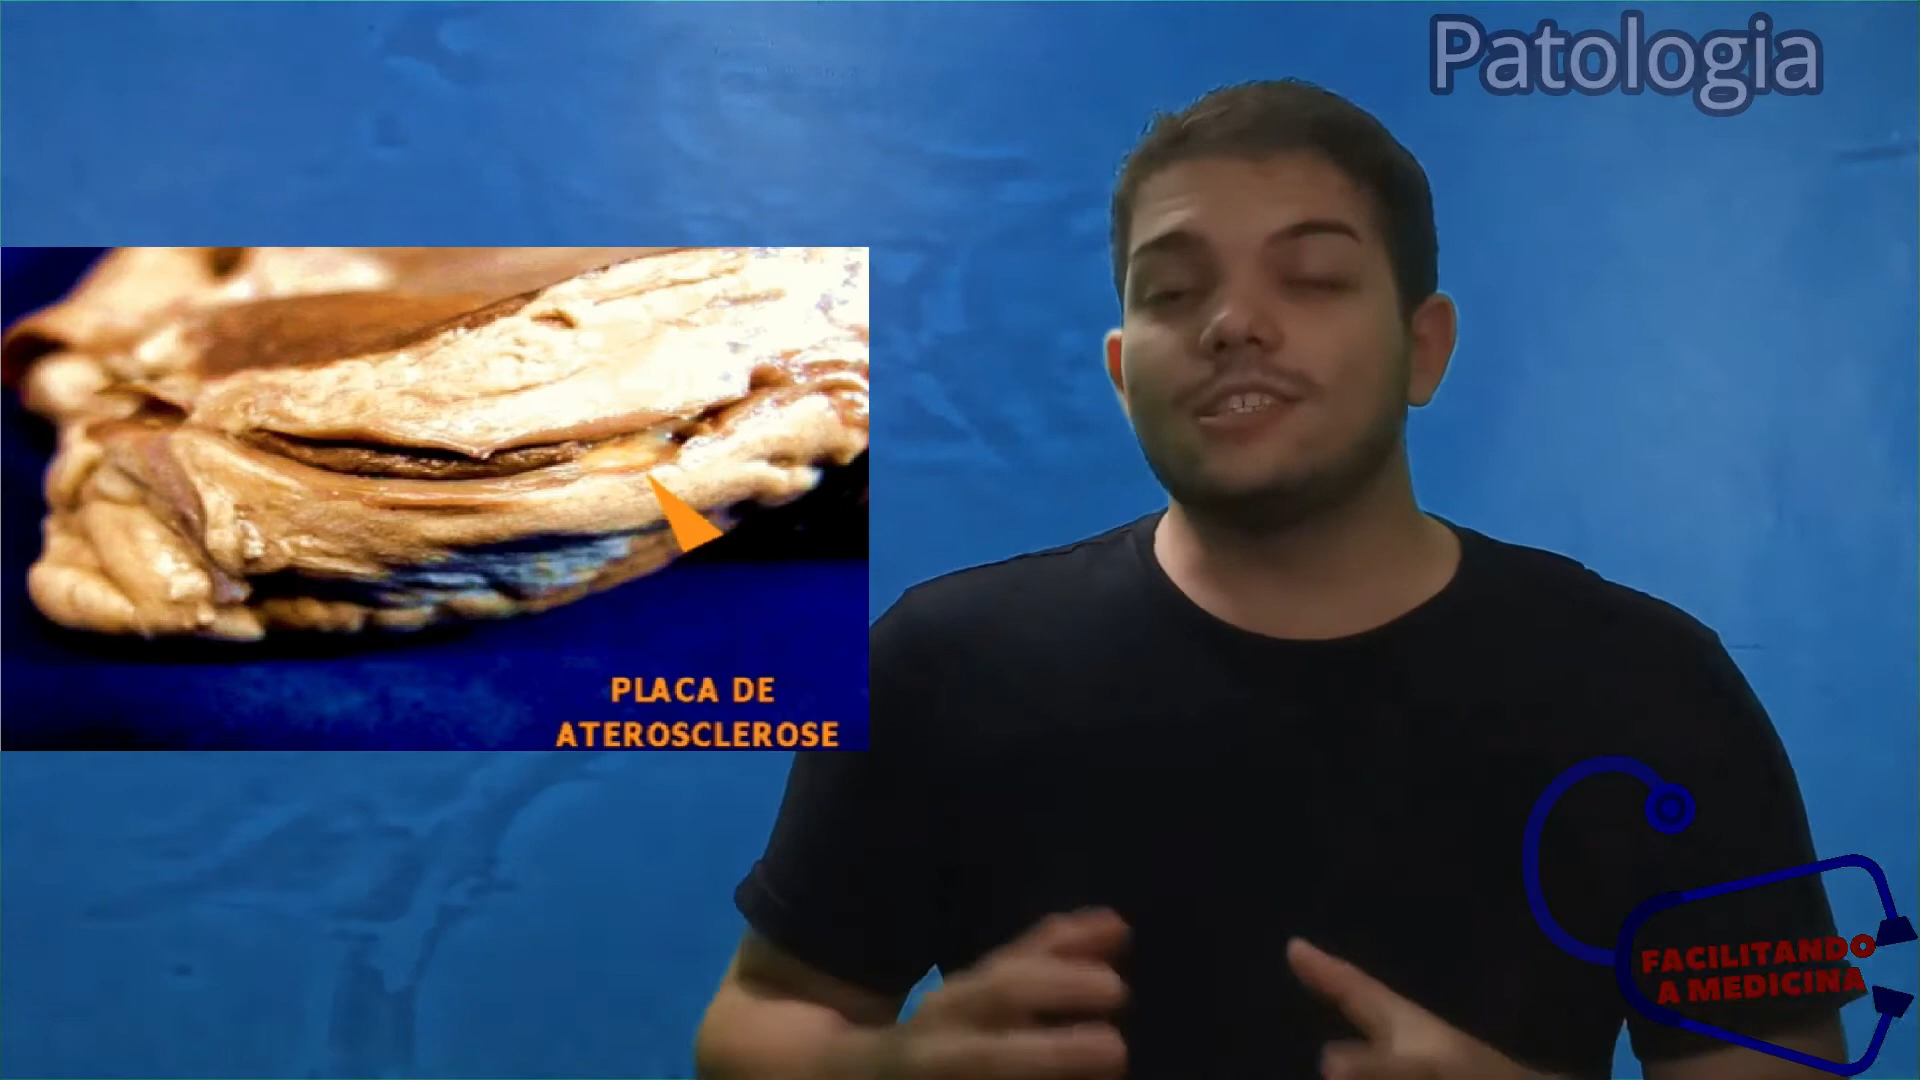 Patologia
PLACA DE
ATEROSCLEROSE
FACILITANDO
A MEDICINA